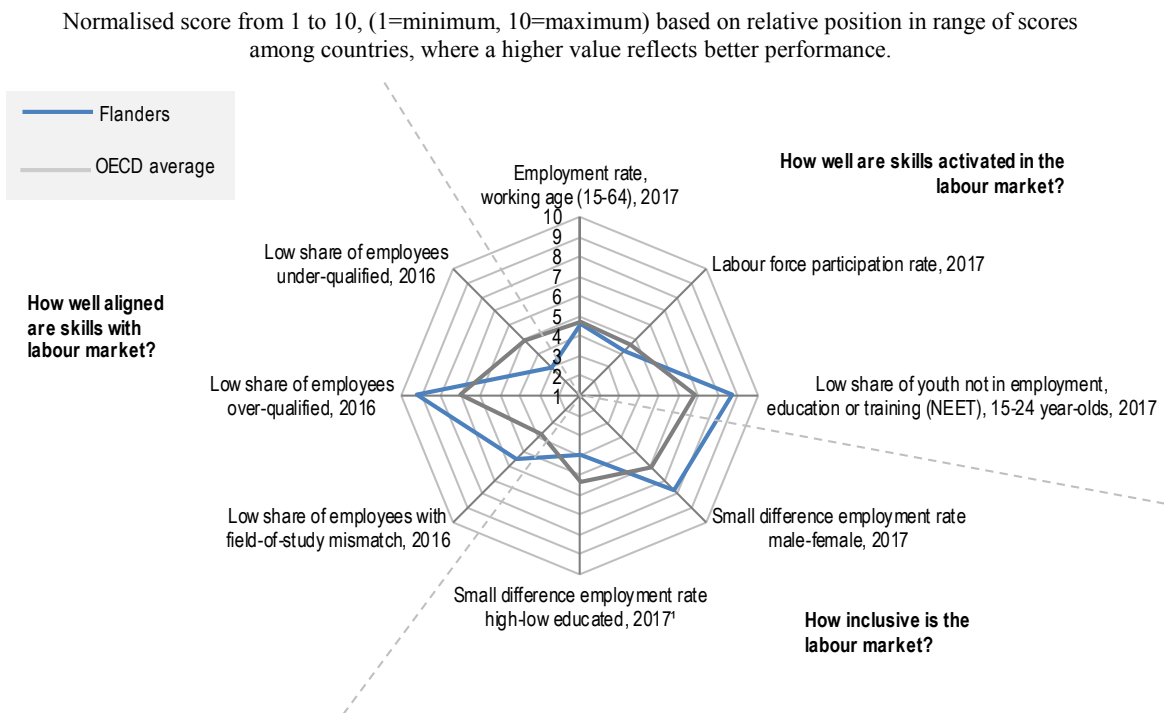 Normalised score from 1 to 10, (1=minimum, 10=maximum) based on relative position in range of scores
among countries, where a higher value reflects better performance.
Flanders
OECD average
How well are skills activated in the
labour market?
Employment rate,
working age (15-64), 2017
Labour force participation rate, 2017
Low share of youth not in employment,
education or training (NEET), 15-24 year-olds, 2017
Small difference employment rate
male-female, 2017
How inclusive is the
labour market?
Small difference employment rate
high-low educated, 2017¹
Low share of employees with
field-of-study mismatch, 2016
Low share of employees
over-qualified, 2016
How well aligned
are skills with
labour market?
Low share of employees
under-qualified, 2016
10
9
8
7
6
5
4
3
2
1